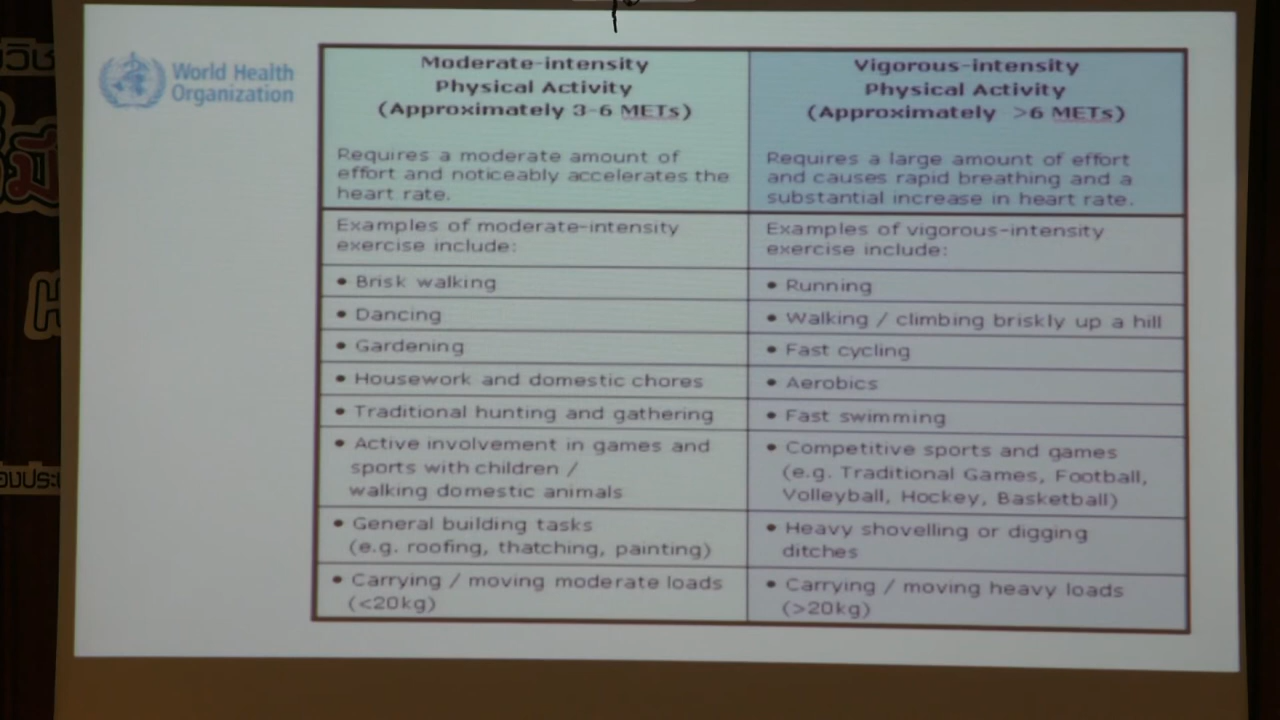 World Health
Organization
Moderate-intensity
Physical Activity
(Approximately 3-6 METs)
Requires a moderate amount of
effort and noticeably accelerates the
heart rate.
Vigorous-intensity
Physical Activity
(Approximately >6 METs)
Requires a large amount of effort
and causes rapid breathing and a
substantial increase in heart rate.
Examples of moderate-intensity
exercise include:
Examples of vigorous-intensity
exercise include:
• Brisk walking
• Running
• Dancing
• Walking / climbing briskly up a hill
• Gardening
• Fast cycling
• Housework and domestic chores
• Aerobics
• Traditional hunting and gathering
• Fast swimming
• Active involvement in games and
sports with children /
walking domestic animals
• Competitive sports and games
(e.g. Traditional Games, Football,
Volleyball, Hockey, Basketball)
• General building tasks
(e.g. roofing, thatching, painting)
• Heavy shovelling or digging
ditches
• Carrying / moving moderate loads
(<20kg)
• Carrying / moving heavy loads
(>20kg)